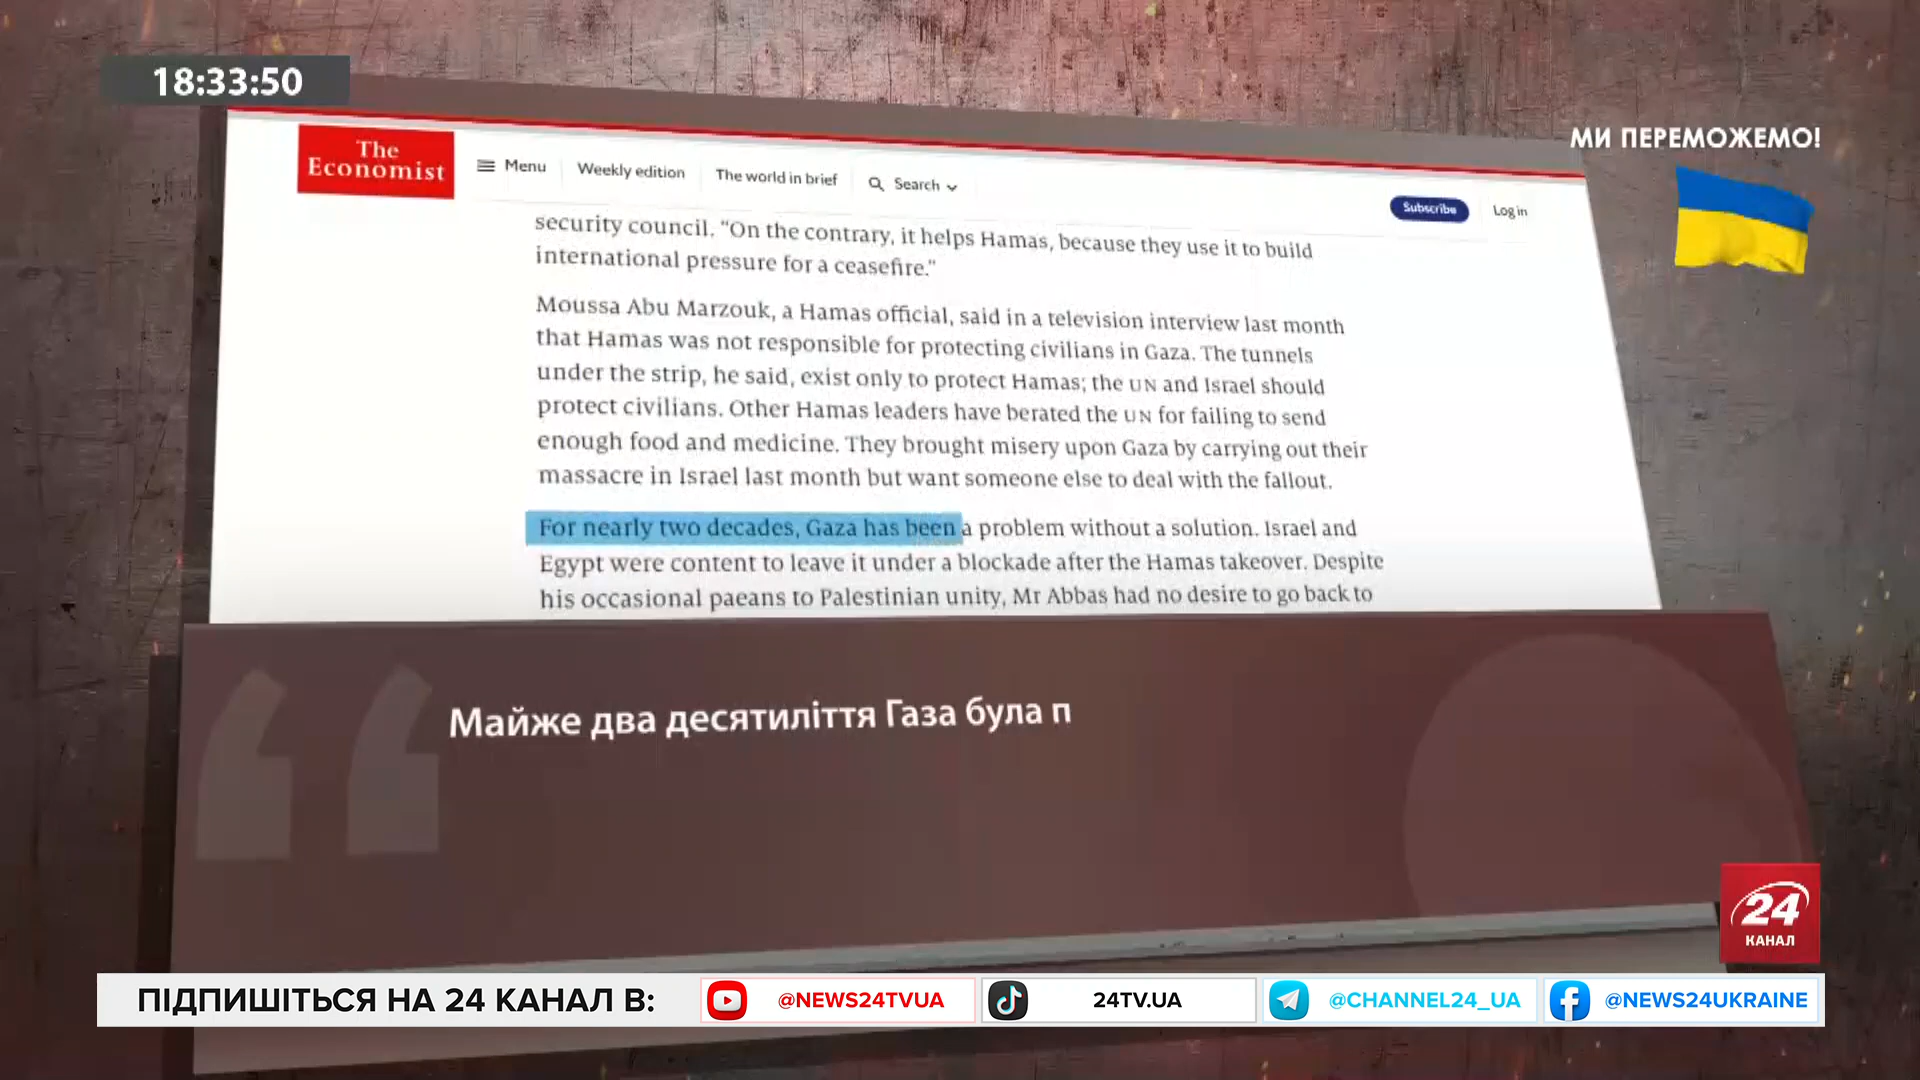 18:33:50
МИ ПЕРЕМОЖЕМО!
The
Economist
Menu
Weekly edition
The world in brief
Search
Subscribe
Log in
security council. “On the contrary, it helps Hamas, because they use it to build
international pressure for a ceasefire.”
Moussa Abu Marzouk, a Hamas official, said in a television interview last month
that Hamas was not responsible for protecting civilians in Gaza. The tunnels
under the strip, he said, exist only to protect Hamas; the UN and Israel should
protect civilians. Other Hamas leaders have berated the UN for failing to send
enough food and medicine. They brought misery upon Gaza by carrying out their
massacre in Israel last month but want someone else to deal with the fallout.
For nearly two decades, Gaza has been a problem without a solution. Israel and
Egypt were content to leave it under a blockade after the Hamas takeover. Despite
his occasional paeans to Palestinian unity, Mr Abbas had no desire to go back to
Майже два десятиліття Газа була п
24
КАНАЛ
ПІДПИШІТЬСЯ НА 24 КАНАЛ В:
@NEWS24TVUA
24TV.UA
@CHANNEL24_UA
@NEWS24UKRAINE